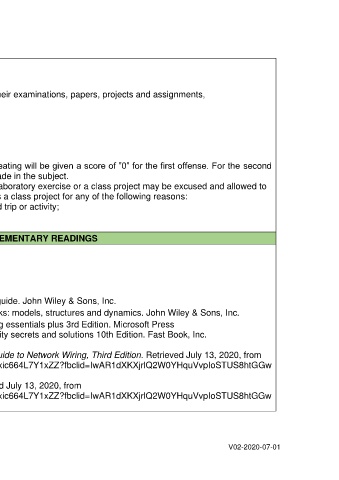 eir examinations, papers, projects and assignments,
eating will be given a score of "0" for the first offense. For the second
ade in the subject.
aboratory exercise or a class project may be excused and allowed to
s a class project for any of the following reasons:
d trip or activity;
EMENTARY READINGS
guide. John Wiley & Sons, Inc.
ks: models, structures and dynamics. John Wiley & Sons, Inc.
g essentials plus 3rd Edition. Microsoft Press
ity secrets and solutions 10th Edition. Fast Book, Inc.
uide to Network Wiring, Third Edition. Retrieved July 13, 2020, from
xic664L7Y1xZZ?fbclid=IwAR1dXKXjrlQ2W0YHquVvploSTUS8htGGw
d July 13, 2020, from
xic664L7Y1xZZ?fbclid=IwAR1dXKXjrlQ2W0YHquVvploSTUS8htGGw
V02-2020-07-01